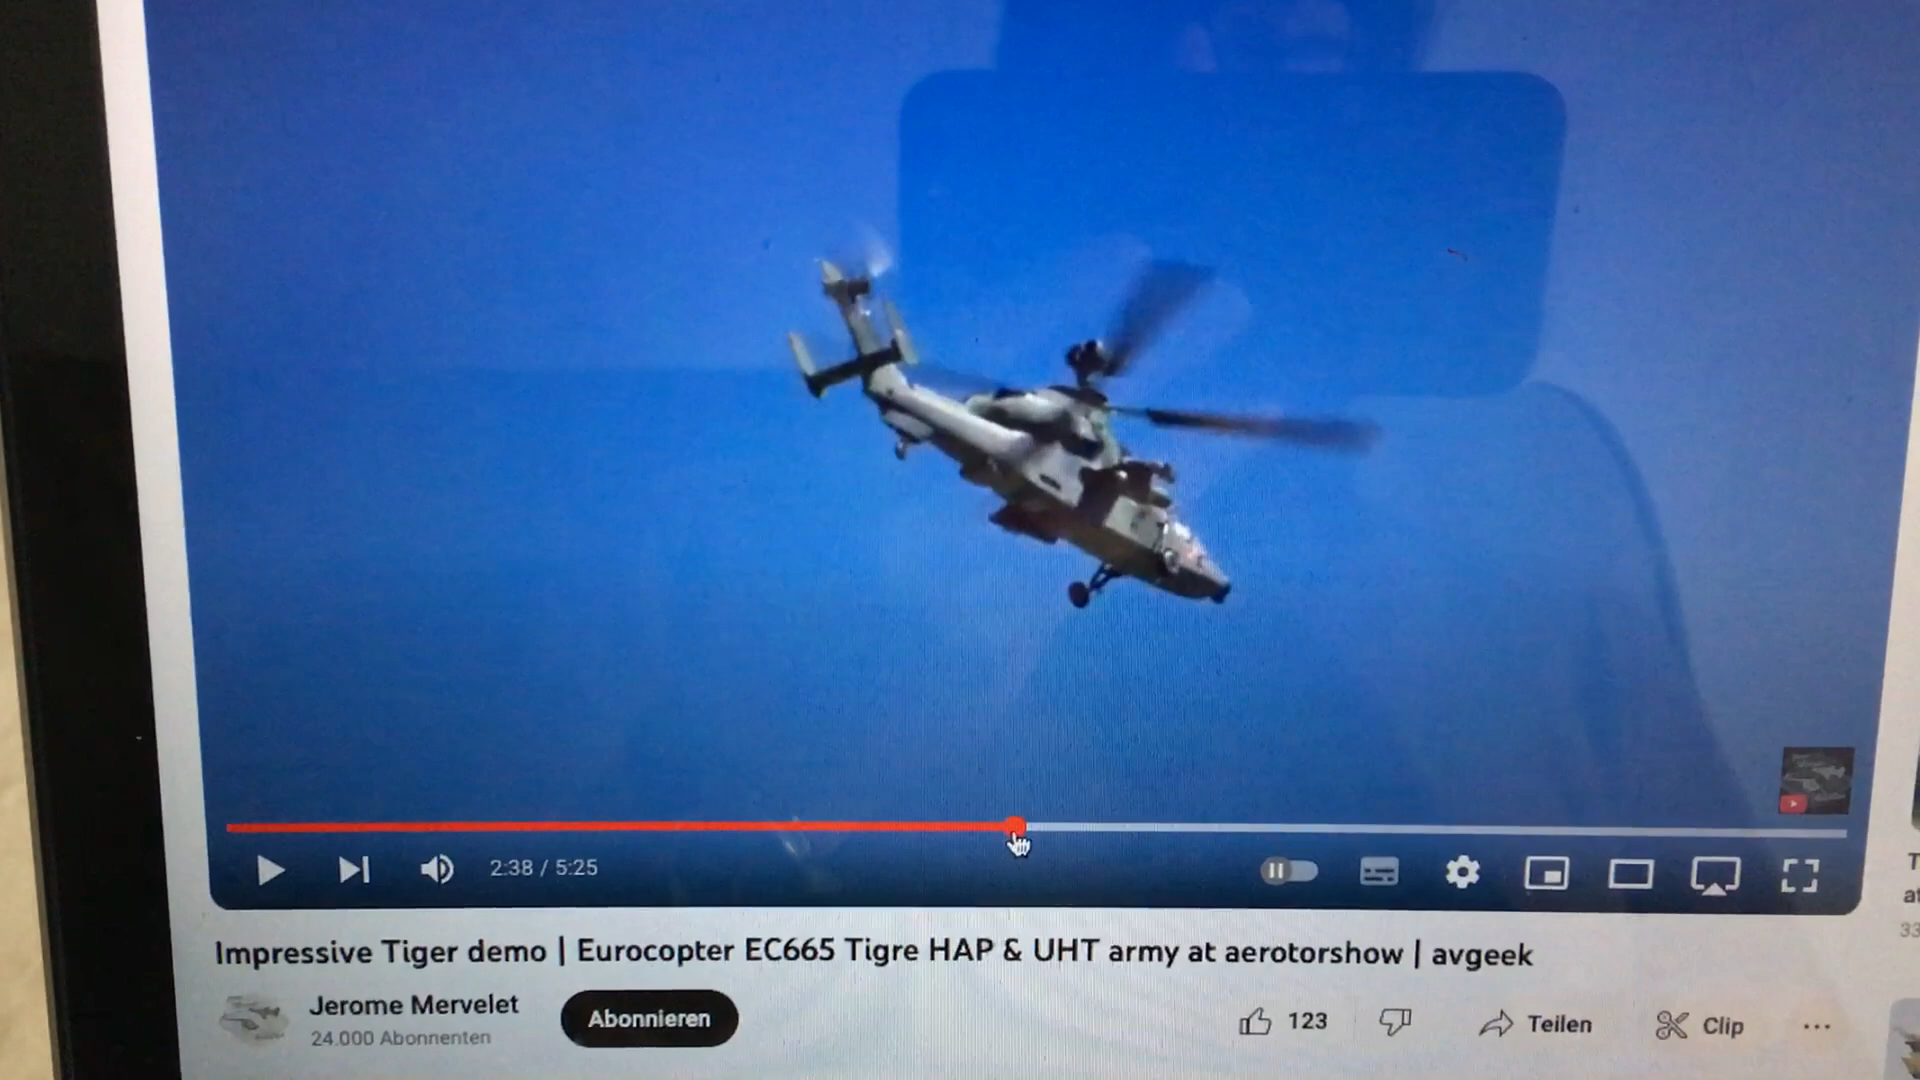 2:38 / 5:25
Impressive Tiger demo | Eurocopter EC665 Tigre HAP & UHT army at aerotorshow | avgeek
Jerome Mervelet
24.000 Abonnenten
Abonnieren
123
Teilen
Clip
33